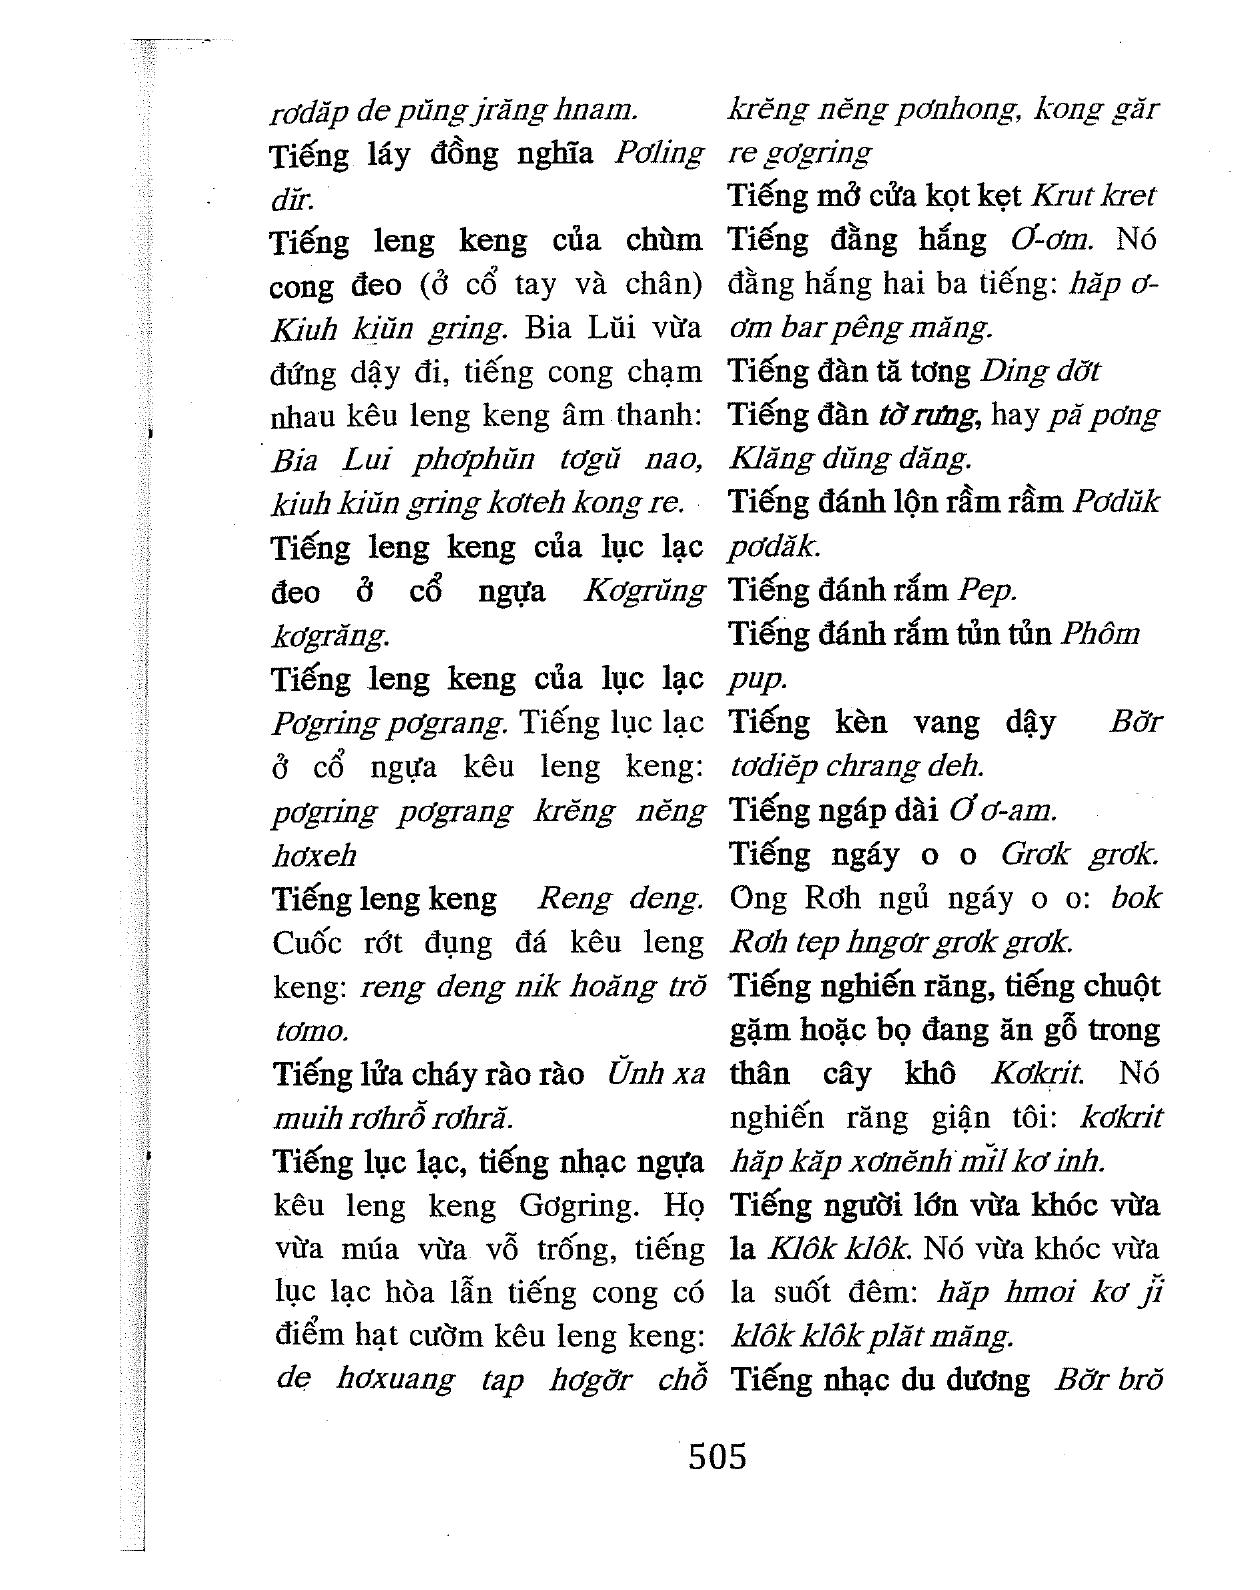 rơdăp de pŭng jrăng hnam.
Tiếng láy đồng nghĩa Pơling
dĭr.
Tiếng leng keng của chùm
cong đeo (ở cổ tay và chân)
Kiuh kiŭn gring. Bia Lŭi vừa
đứng dậy đi, tiếng cong chạm
nhau kêu leng keng âm thanh:
Bia Lui phơphŭn tơgŭ nao,
kiuh kiŭn gring kơteh kong re.
Tiếng leng keng của lục lạc
đeo ở cổ ngựa Kơgrŭng
kơgrăng.
Tiếng leng keng của lục lạc
Pơgring pơgrang. Tiếng lục lạc
ở cổ ngựa kêu leng keng:
pơgring pơgrang krĕng nĕng
hơxeh
Tiếng leng keng Reng deng.
Cuốc rớt đụng đá kêu leng
keng: reng deng nik hoăng trŏ
tơmo.
Tiếng lửa cháy rào rào Ŭnh xa
muih rơhrỗ rơhră.
Tiếng lục lạc, tiếng nhạc ngựa
kêu leng keng Gơgring. Họ
vừa múa vừa vỗ trống, tiếng
lục lạc hòa lẫn tiếng cong có
điểm hạt cườm kêu leng keng:
de hơxuang tap hơgơ̆r chỗ
krĕng nĕng pơnhong, kong găr
re gơgring
Tiếng mở cửa kọt kẹt Krut kret
Tiếng đằng hắng Ơ-ơm. Nó
đằng hắng hai ba tiếng: hăp ơ-
ơm bar pêng măng.
Tiếng đàn tă tơng Ding dơ̆t
Tiếng đàn tờ rưng, hay pă pơng
Klăng dŭng dăng.
Tiếng đánh lộn rầm rầm Pơdŭk
pơdăk.
Tiếng đánh rắm Pep.
Tiếng đánh rắm tủn tủn Phôm
pup.
Tiếng kèn vang dậy Bơ̆r
tơdiĕp chrang deh.
Tiếng ngáp dài Ơ ơ-am.
Tiếng ngáy o o Grơk grơk.
Ông Rơh ngủ ngáy o o: bok
Rơh tep hngơr grơk grơk.
Tiếng nghiến răng, tiếng chuột
gặm hoặc bọ đang ăn gỗ trong
thân cây khô Kơkrit. Nó
nghiến răng giận tôi: kơkrit
hăp kăp xơnĕnh mĭl kơ inh.
Tiếng người lớn vừa khóc vừa
la Klôk klôk. Nó vừa khóc vừa
la suốt đêm: hăp hmoi kơ jĭ
klôk klôk plăt măng.
Tiếng nhạc du dương Bơ̆r brŏ
505